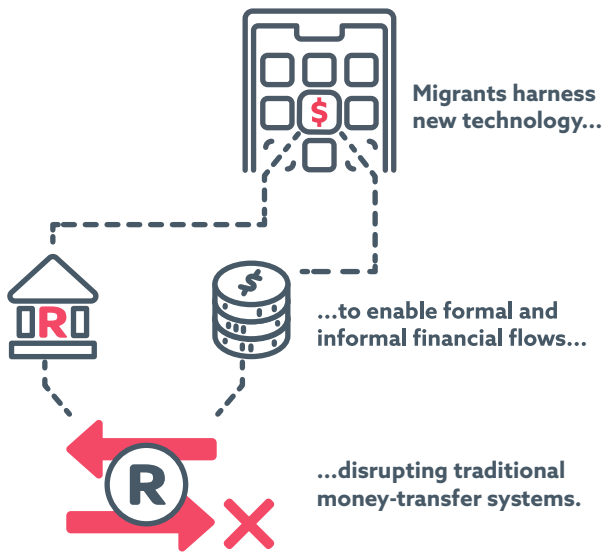 $
Migrants harness
new technology...
R
$
...to enable formal and
informal financial flows...
R
...disrupting traditional
money-transfer systems.